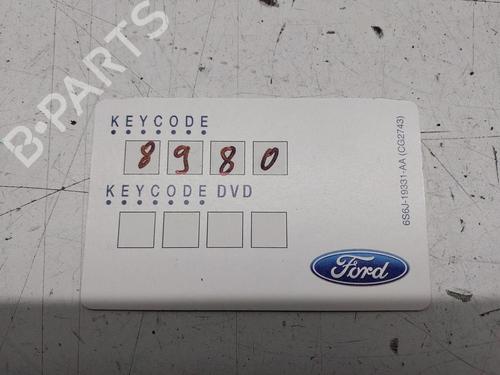 B-PARTS
KEYCODE
8980
KEYCODE DVD
6S6J-19331-AA (CG2743)
Ford